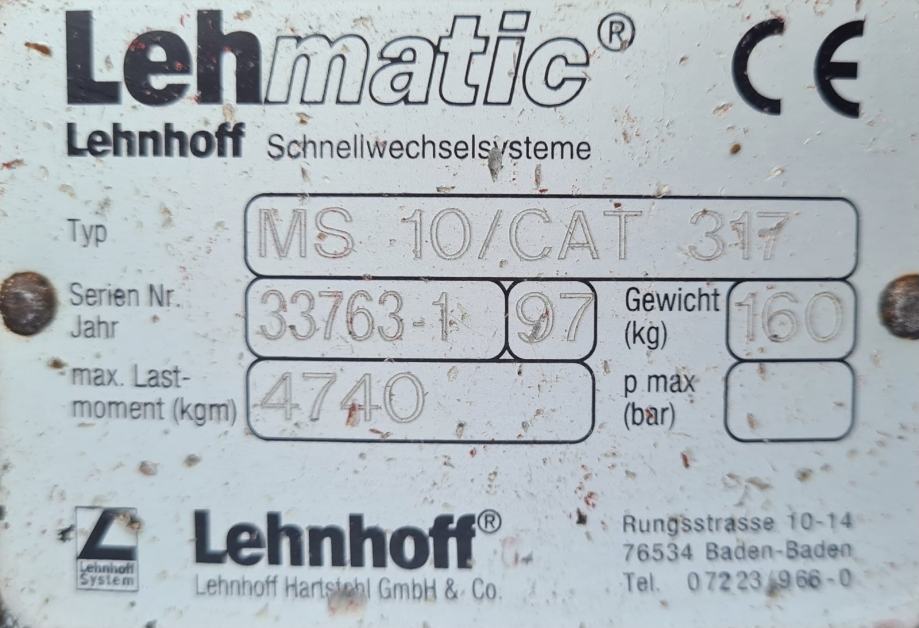 Lehmatic® CE
Lehnhoff Schnellwechselsysteme
Typ MS 10/CAT 317
Serien Nr. Jahr 33763-1 97 Gewicht (kg) 160
max. Last-moment (kgm) 4740 p max (bar)
Lehnhoff System
Lehnhoff®
Lehnhoff Hartstahl GmbH & Co.
Rungsstrasse 10-14
76534 Baden-Baden
Tel. 07223/966-0